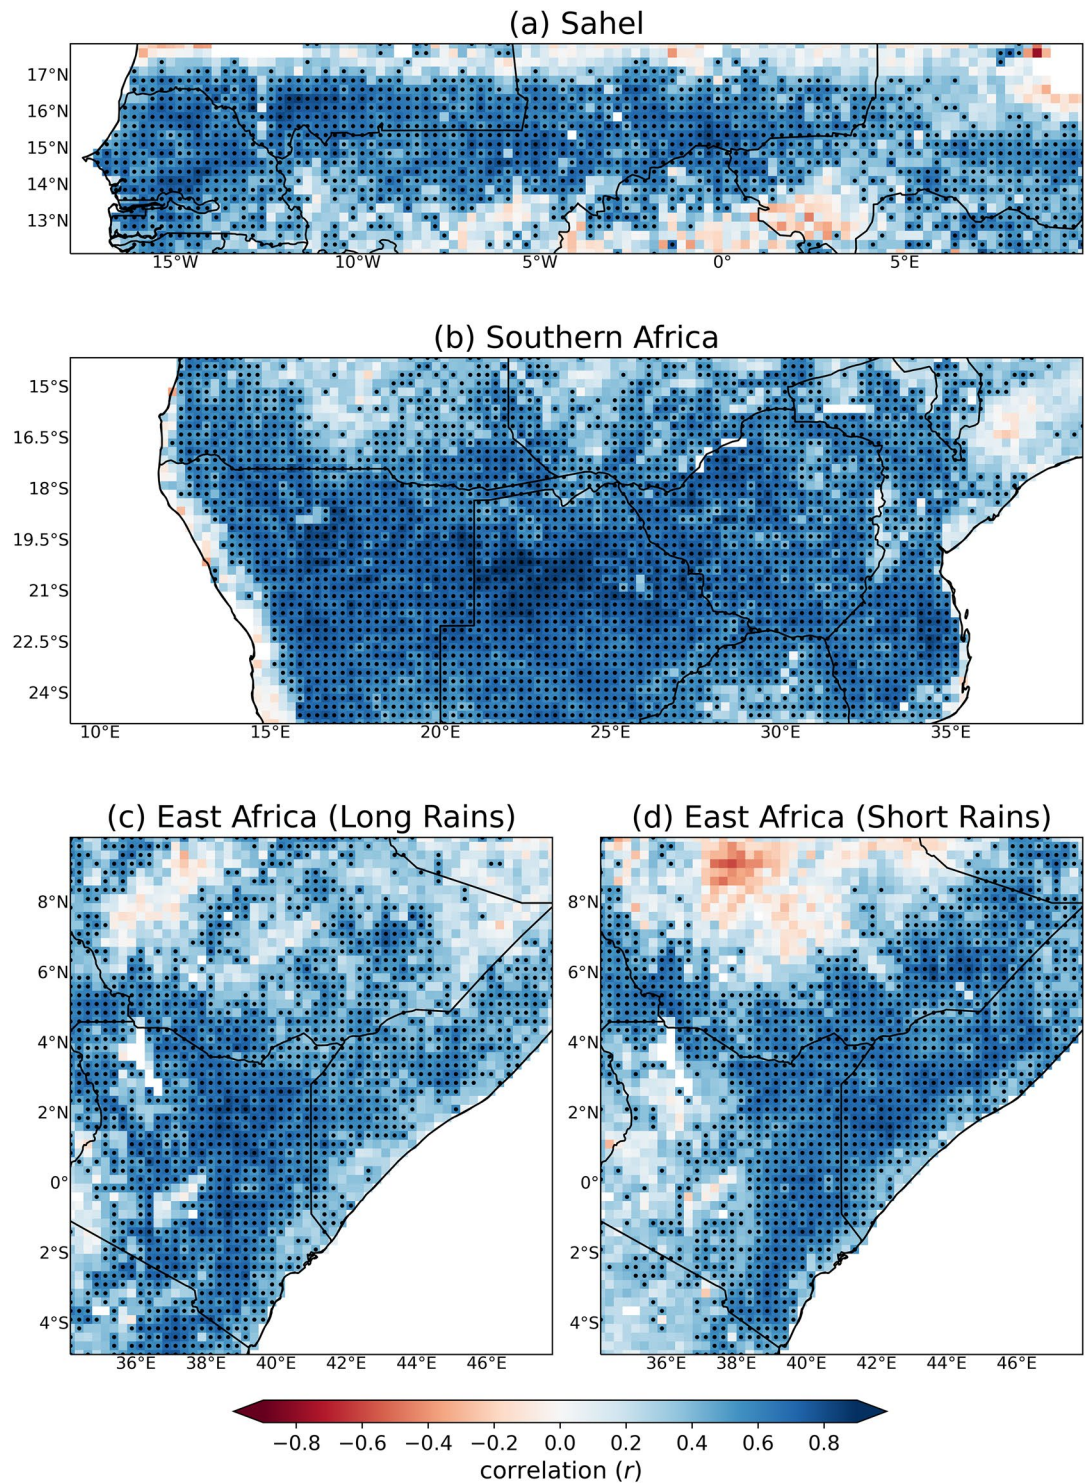 (a) Sahel
17°N
16°N
15°N
14°N
13°N
15°W 10°W 5°W 0° 5°E
(b) Southern Africa
15°S
16.5°S
18°S
19.5°S
21°S
22.5°S
24°S
10°E 15°E 20°E 25°E 30°E 35°E
(c) East Africa (Long Rains)
8°N
6°N
4°N
2°N
0°
2°S
4°S
36°E 38°E 40°E 42°E 44°E 46°E
(d) East Africa (Short Rains)
8°N
6°N
4°N
2°N
0°
2°S
4°S
36°E 38°E 40°E 42°E 44°E 46°E
−0.8 −0.6 −0.4 −0.2 0.0 0.2 0.4 0.6 0.8
correlation (r)